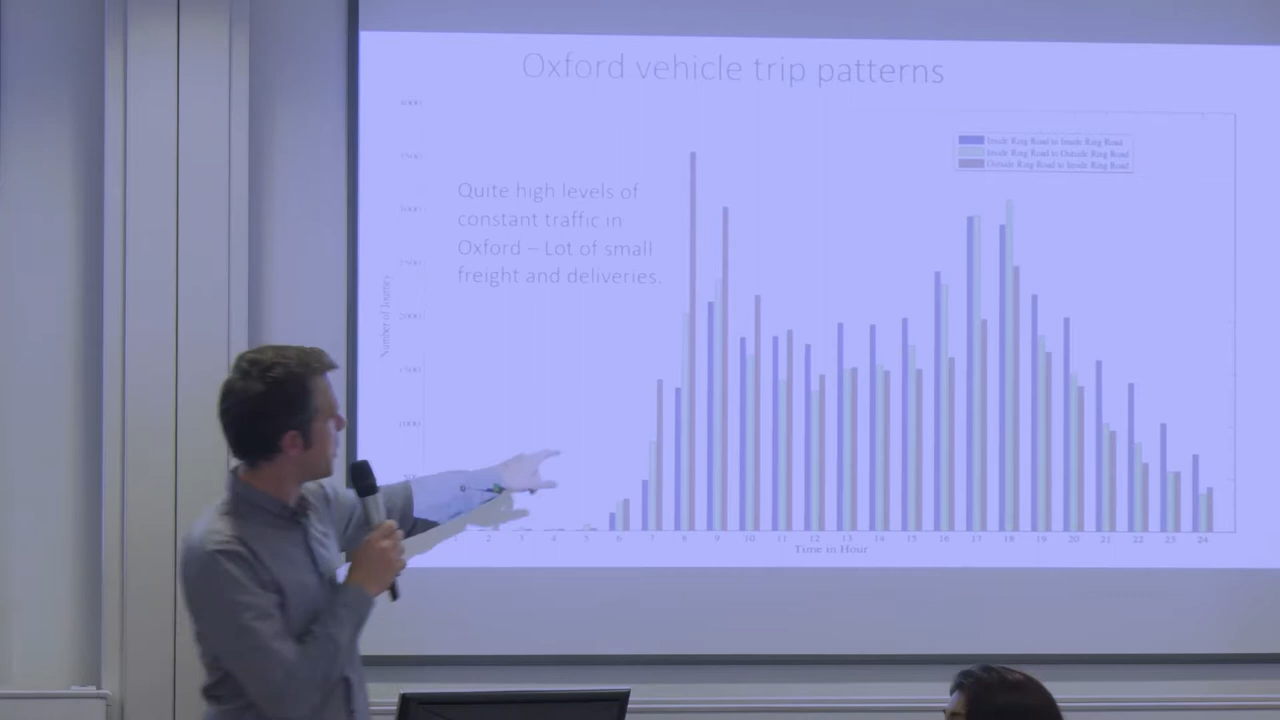 Oxford vehicle trip patterns
4000
3500
3000
2500
2000
1500
1000
Number of Journey
Quite high levels of
constant traffic in
Oxford – Lot of small
freight and deliveries.
Inside Ring Road to Inside Ring Road
Inside Ring Road to Outside Ring Road
Outside Ring Road to Inside Ring Road
2 3 4 5 6 7 8 9 10 11 12 13 14 15 16 17 18 19 20 21 22 23 24
Time in Hour